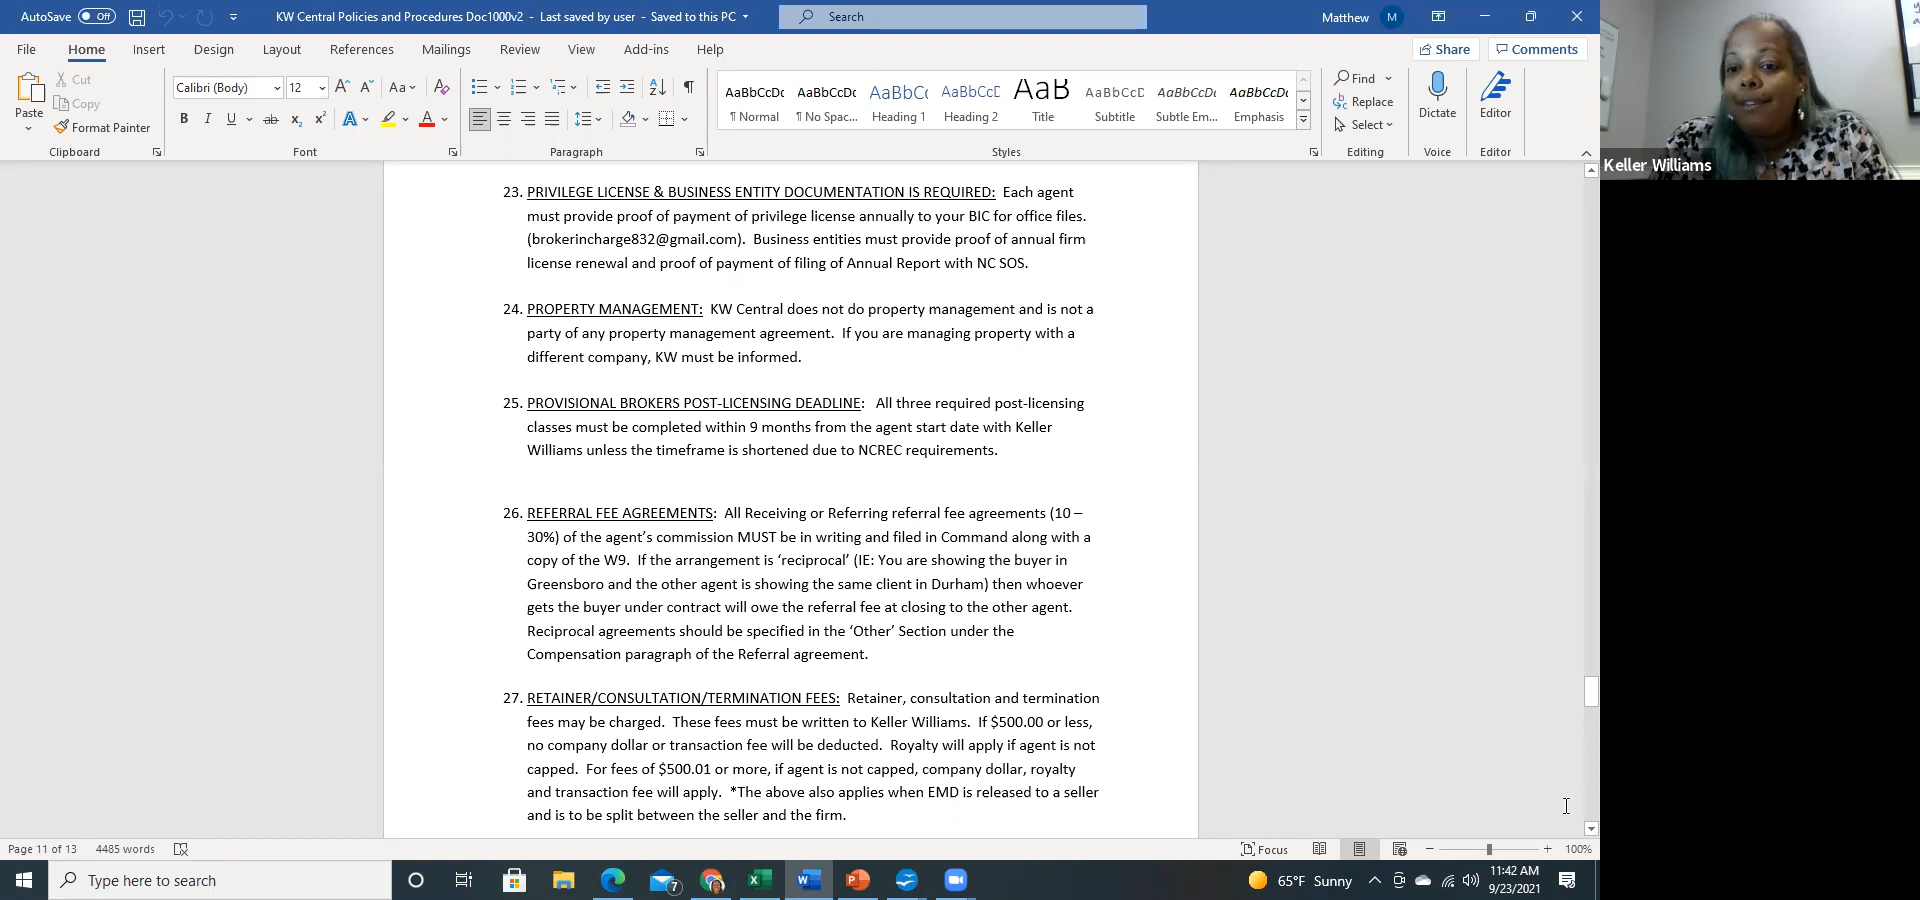 AutoSave Off KW Central Policies and Procedures Doc1000v2 - Last saved by user - Saved to this PC Search Matthew M
File Home Insert Design Layout References Mailings Review View Add-ins Help Share Comments
Paste Cut Copy Format Painter
Calibri (Body) 12
AaBbCcDc AaBbCcDc AaBbCc AaBbCcD AaB AaBbCcD AaBbCcDc AaBbCcDc
¶ Normal ¶ No Spac... Heading 1 Heading 2 Title Subtitle Subtle Em... Emphasis
Find Replace Select
Dictate Editor
Clipboard Font Paragraph Styles Editing Voice Editor
Keller Williams
23. PRIVILEGE LICENSE & BUSINESS ENTITY DOCUMENTATION IS REQUIRED: Each agent
must provide proof of payment of privilege license annually to your BIC for office files.
(brokerincharge832@gmail.com). Business entities must provide proof of annual firm
license renewal and proof of payment of filing of Annual Report with NC SOS.
24. PROPERTY MANAGEMENT: KW Central does not do property management and is not a
party of any property management agreement. If you are managing property with a
different company, KW must be informed.
25. PROVISIONAL BROKERS POST-LICENSING DEADLINE: All three required post-licensing
classes must be completed within 9 months from the agent start date with Keller
Williams unless the timeframe is shortened due to NCREC requirements.
26. REFERRAL FEE AGREEMENTS: All Receiving or Referring referral fee agreements (10 –
30%) of the agent’s commission MUST be in writing and filed in Command along with a
copy of the W9. If the arrangement is ‘reciprocal’ (IE: You are showing the buyer in
Greensboro and the other agent is showing the same client in Durham) then whoever
gets the buyer under contract will owe the referral fee at closing to the other agent.
Reciprocal agreements should be specified in the ‘Other’ Section under the
Compensation paragraph of the Referral agreement.
27. RETAINER/CONSULTATION/TERMINATION FEES: Retainer, consultation and termination
fees may be charged. These fees must be written to Keller Williams. If $500.00 or less,
no company dollar or transaction fee will be deducted. Royalty will apply if agent is not
capped. For fees of $500.01 or more, if agent is not capped, company dollar, royalty
and transaction fee will apply. *The above also applies when EMD is released to a seller
and is to be split between the seller and the firm.
Page 11 of 13 4485 words Focus 100%
Type here to search 7 65°F Sunny 11:42 AM
9/23/2021